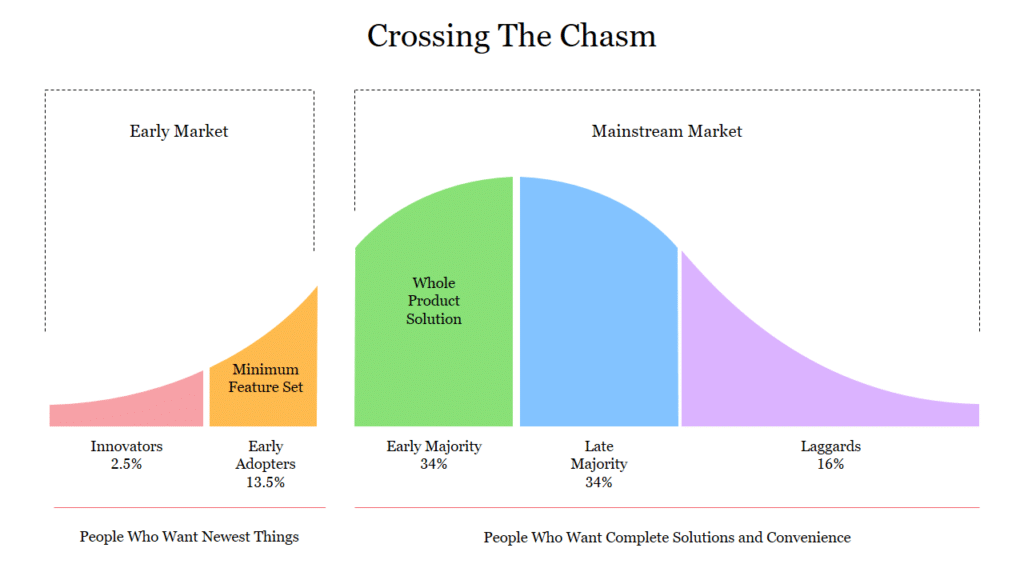 Crossing The Chasm
Early Market
Mainstream Market
Whole
Product
Solution
Minimum
Feature Set
Innovators
2.5%
Early
Adopters
13.5%
Early Majority
34%
Late
Majority
34%
Laggards
16%
People Who Want Newest Things
People Who Want Complete Solutions and Convenience